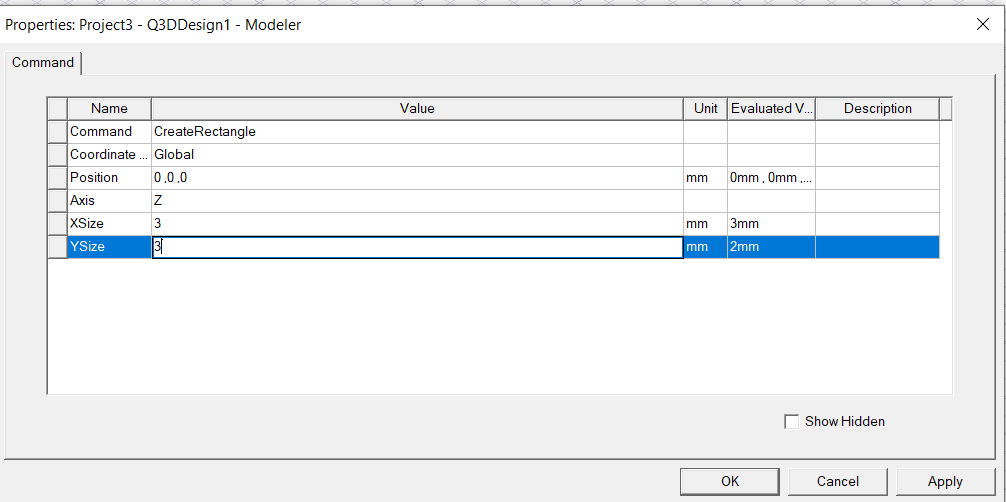 Properties: Project3 - Q3DDesign1 - Modeler
Command
Name Value Unit Evaluated V... Description
Command CreateRectangle
Coordinate ... Global
Position 0 ,0 ,0 mm 0mm , 0mm ,...
Axis Z
XSize 3 mm 3mm
YSize 3 mm 2mm
Show Hidden
OK Cancel Apply